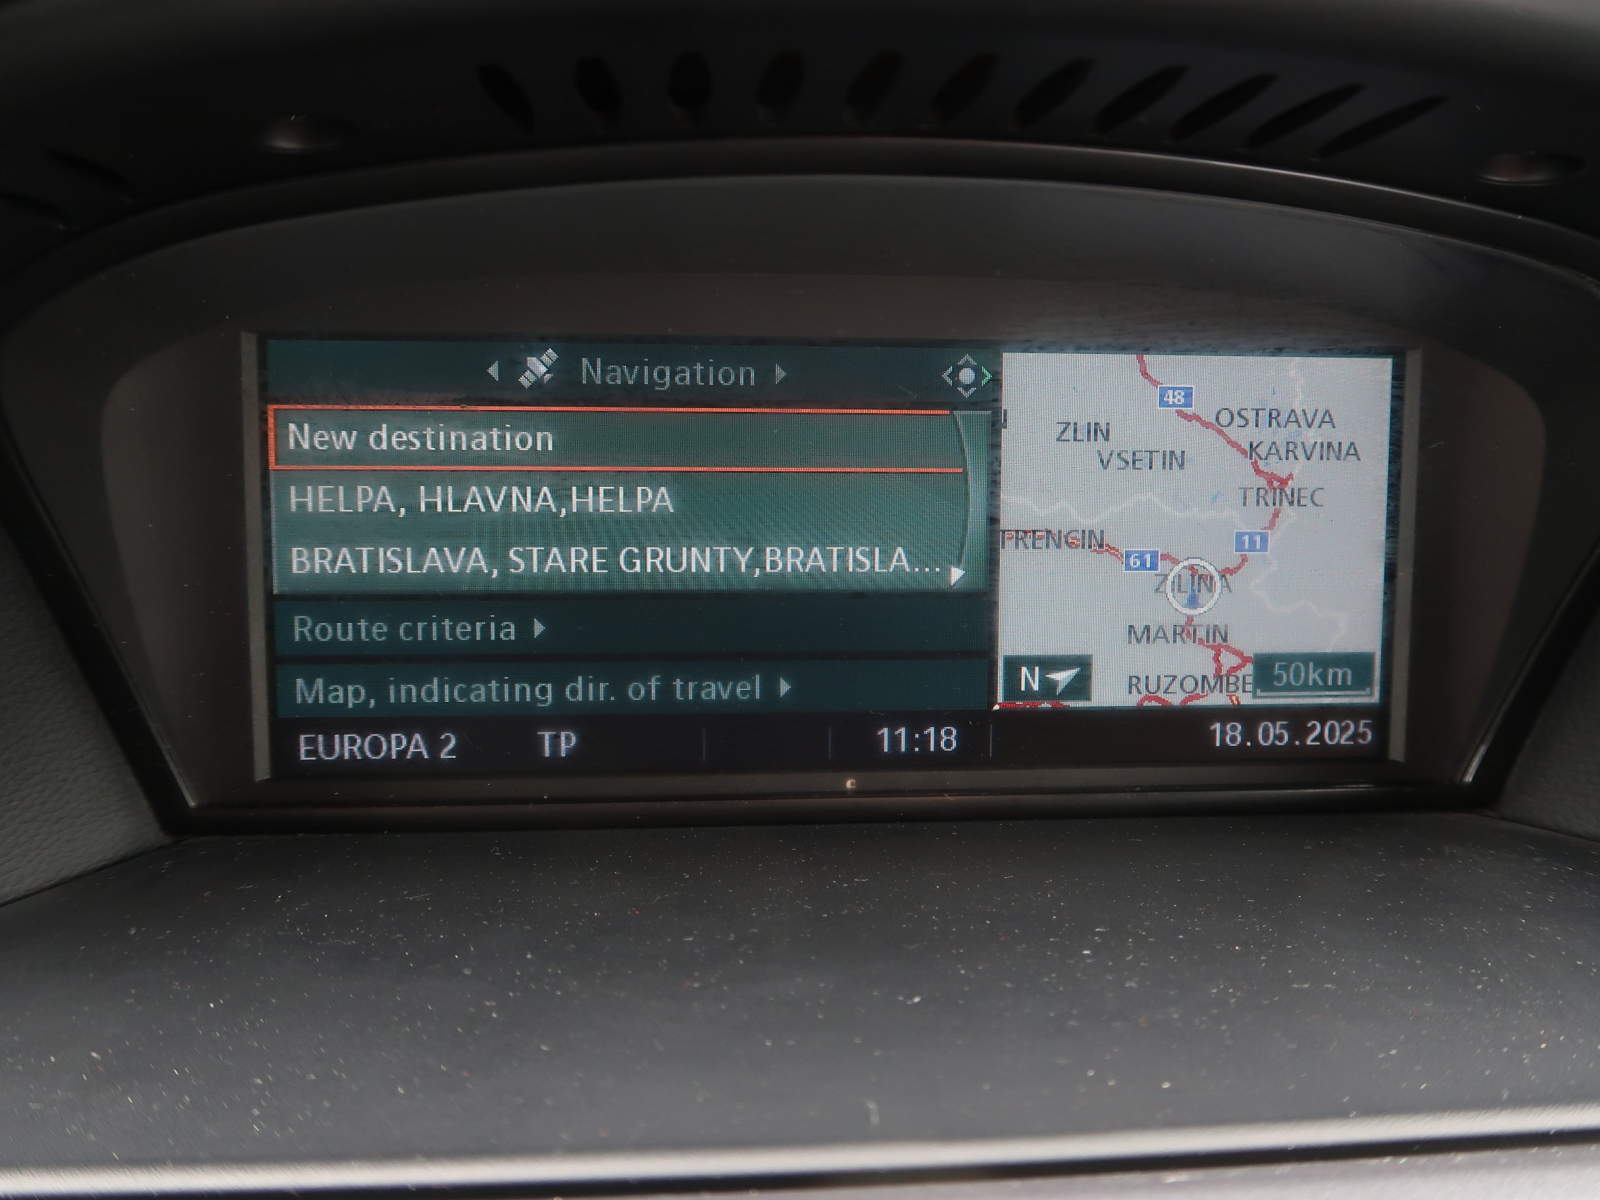 Navigation
New destination
HELPA, HLAVNA,HELPA
BRATISLAVA, STARE GRUNTY,BRATISLA...
Route criteria
Map, indicating dir. of travel
EUROPA 2 TP 11:18 18.05.2025
48
OSTRAVA
ZLIN
KARVINA
VSETIN
TRINEC
TRENCIN
11
61
ZILINA
MARTIN
N
RUZOMBE
50km